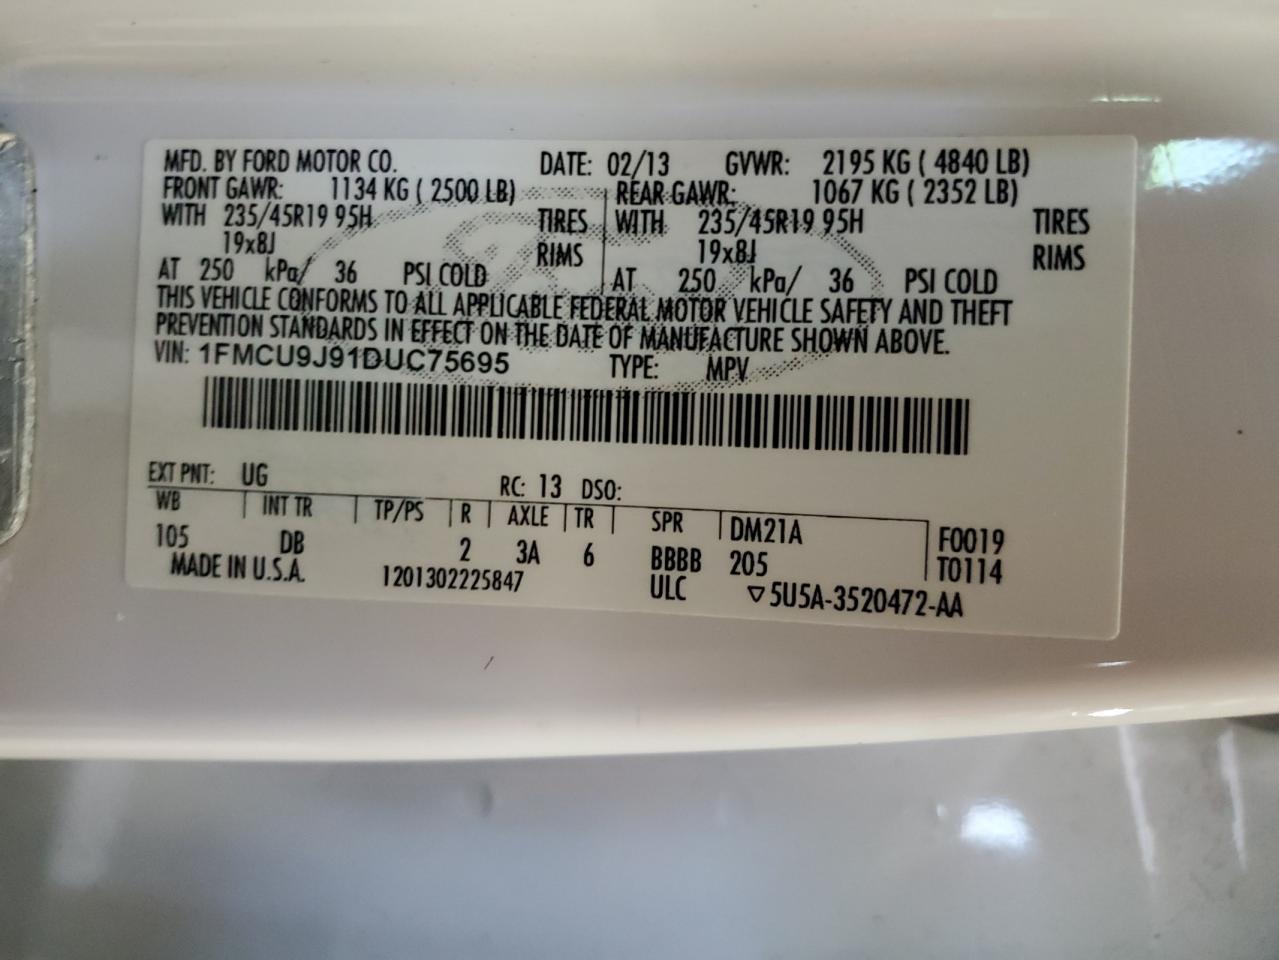 MFD. BY FORD MOTOR CO. DATE: 02/13 GVWR: 2195 KG ( 4840 LB)
FRONT GAWR: 1134 KG ( 2500 LB) REAR GAWR: 1067 KG ( 2352 LB)
WITH 235/45R19 95H TIRES WITH 235/45R19 95H TIRES
19x8J RIMS 19x8J RIMS
AT 250 kPa/ 36 PSI COLD AT 250 kPa/ 36 PSI COLD
THIS VEHICLE CONFORMS TO ALL APPLICABLE FEDERAL MOTOR VEHICLE SAFETY AND THEFT
PREVENTION STANDARDS IN EFFECT ON THE DATE OF MANUFACTURE SHOWN ABOVE.
VIN: 1FMCU9J91DUC75695 TYPE: MPV
EXT PNT: UG RC: 13 DSO:
WB INT TR TP/PS R AXLE TR SPR DM21A F0019
105 DB 2 3A 6 BBBB 205 T0114
MADE IN U.S.A. 1201302225847 ULC ▽5U5A-3520472-AA